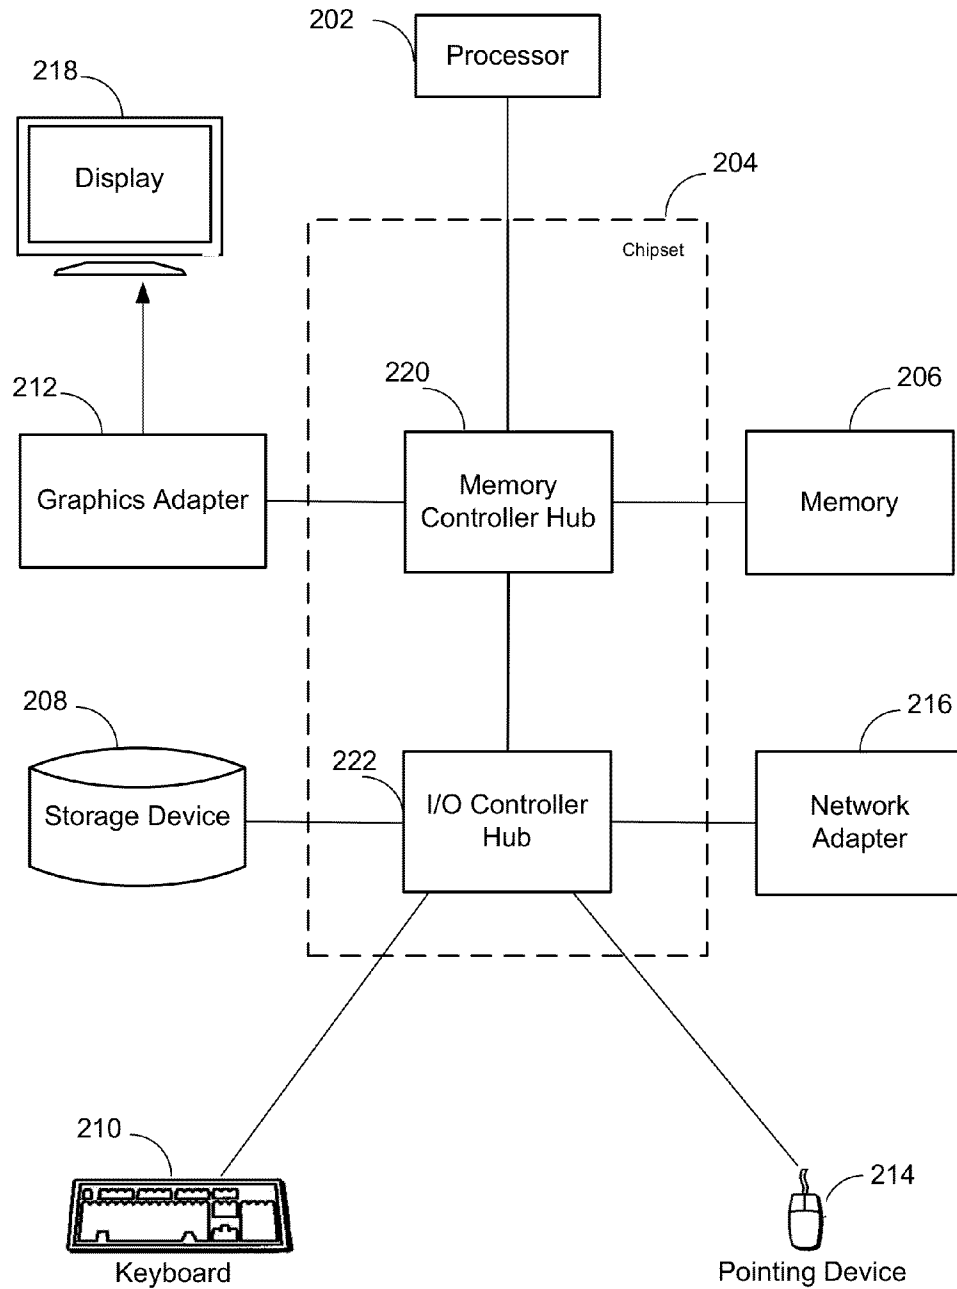 202
Processor
218
Display
204
Chipset
212
Graphics Adapter
220
Memory
Controller Hub
206
Memory
208
Storage Device
222
I/O Controller
Hub
216
Network
Adapter
210
Keyboard
214
Pointing Device